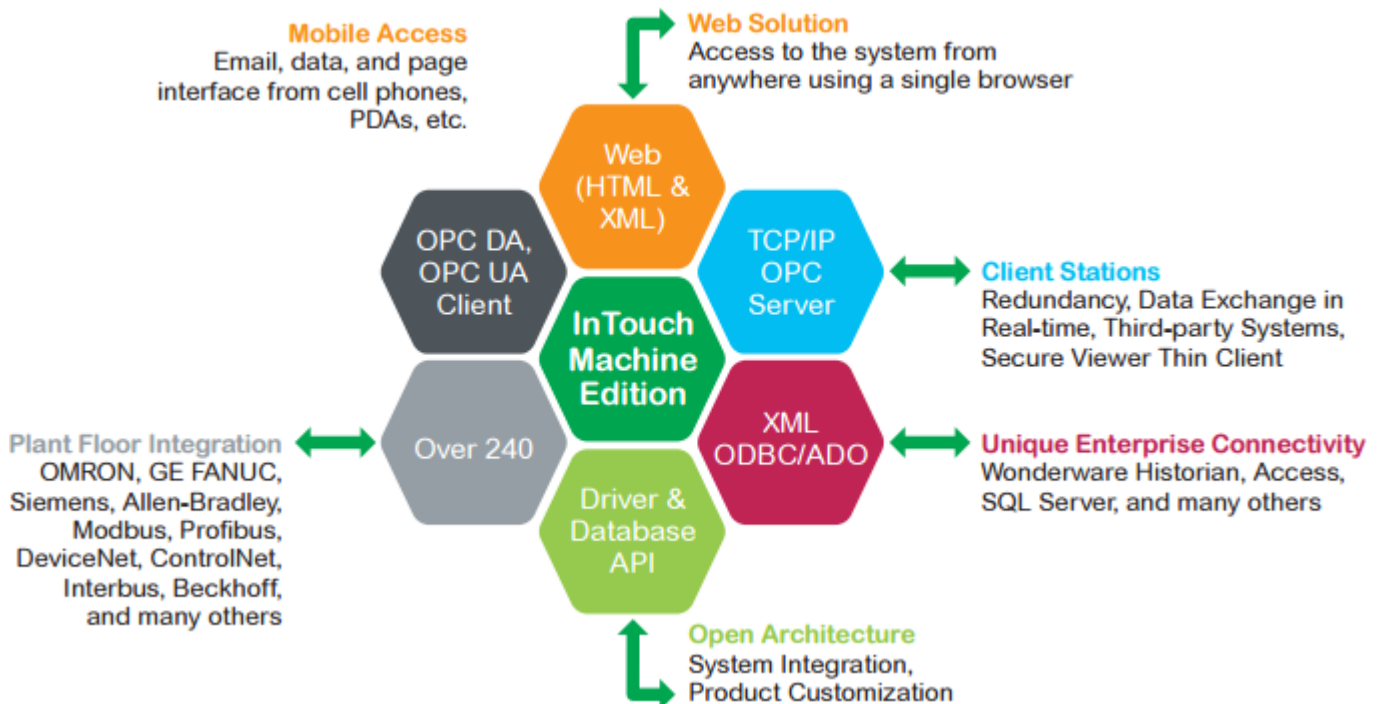 Mobile Access
Email, data, and page
interface from cell phones,
PDAs, etc.
Web Solution
Access to the system from
anywhere using a single browser
Web
(HTML &
XML)
OPC DA,
OPC UA
Client
TCP/IP
OPC
Server
Client Stations
Redundancy, Data Exchange in
Real-time, Third-party Systems,
Secure Viewer Thin Client
InTouch
Machine
Edition
Plant Floor Integration
OMRON, GE FANUC,
Siemens, Allen-Bradley,
Modbus, Profibus,
DeviceNet, ControlNet,
Interbus, Beckhoff,
and many others
Over 240
XML
ODBC/ADO
Unique Enterprise Connectivity
Wonderware Historian, Access,
SQL Server, and many others
Driver &
Database
API
Open Architecture
System Integration,
Product Customization